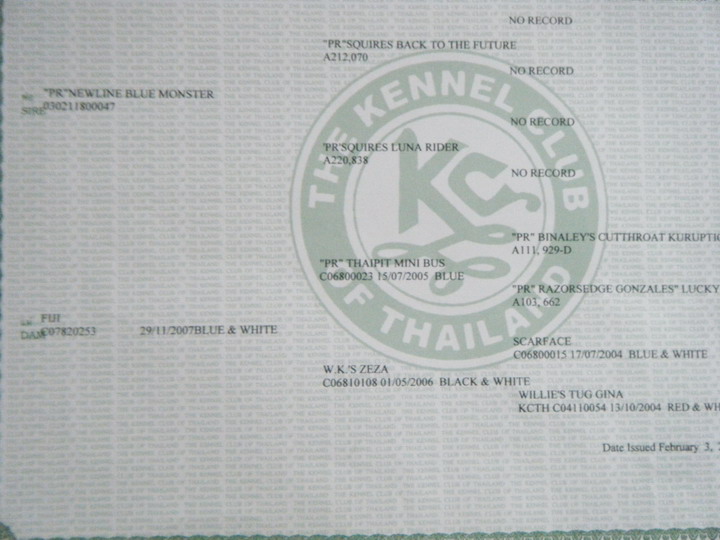 NO RECORD
"PR"SQUIRES BACK TO THE FUTURE
A212,070
NO RECORD
"PR"NEWLINE BLUE MONSTER
SIRE 030211800047
NO RECORD
'PR'SQUIRES LUNA RIDER
A220,838
NO RECORD
"PR" BINALEY'S CUTTHROAT KURUPTIO
A111, 929-D
"PR" THAIPIT MINI BUS
C06800023 15/07/2005 BLUE
"PR" RAZORSEDGE GONZALES" LUCKY
A103, 662
FUI
DAM C07820253 29/11/2007BLUE & WHITE
SCARFACE
C06800015 17/07/2004 BLUE & WHITE
W.K.'S ZEZA
C06810108 01/05/2006 BLACK & WHITE
WILLIE'S TUG GINA
KCTH C04110054 13/10/2004 RED & WH
Date Issued February 3,
THE KENNEL CLUB
KC
OF THAILAND